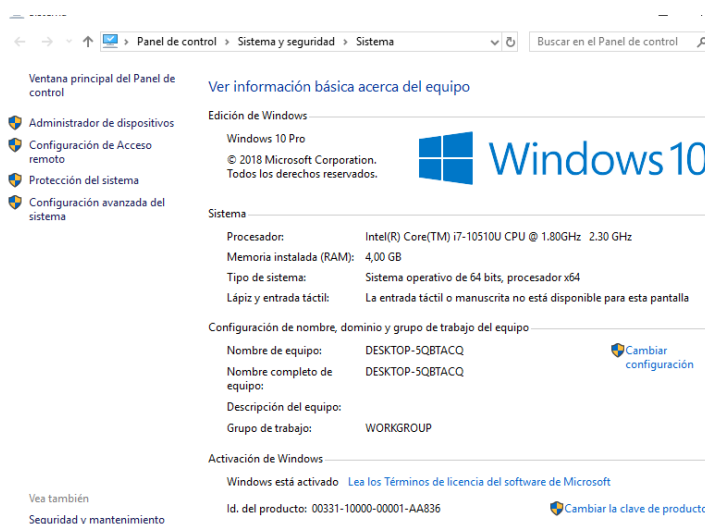 Panel de control > Sistema y seguridad > Sistema
Buscar en el Panel de control
Ventana principal del Panel de
control
Administrador de dispositivos
Configuración de Acceso
remoto
Protección del sistema
Configuración avanzada del
sistema
Ver información básica acerca del equipo
Edición de Windows
Windows 10 Pro
© 2018 Microsoft Corporation.
Todos los derechos reservados.
Windows 10
Sistema
Procesador: Intel(R) Core(TM) i7-10510U CPU @ 1.80GHz 2.30 GHz
Memoria instalada (RAM): 4,00 GB
Tipo de sistema: Sistema operativo de 64 bits, procesador x64
Lápiz y entrada táctil: La entrada táctil o manuscrita no está disponible para esta pantalla
Configuración de nombre, dominio y grupo de trabajo del equipo
Nombre de equipo: DESKTOP-5QBTACQ
Cambiar
configuración
Nombre completo de
equipo: DESKTOP-5QBTACQ
Descripción del equipo:
Grupo de trabajo: WORKGROUP
Activación de Windows
Windows está activado Lea los Términos de licencia del software de Microsoft
Id. del producto: 00331-10000-00001-AA836
Cambiar la clave de producto
Vea también
Seguridad y mantenimiento